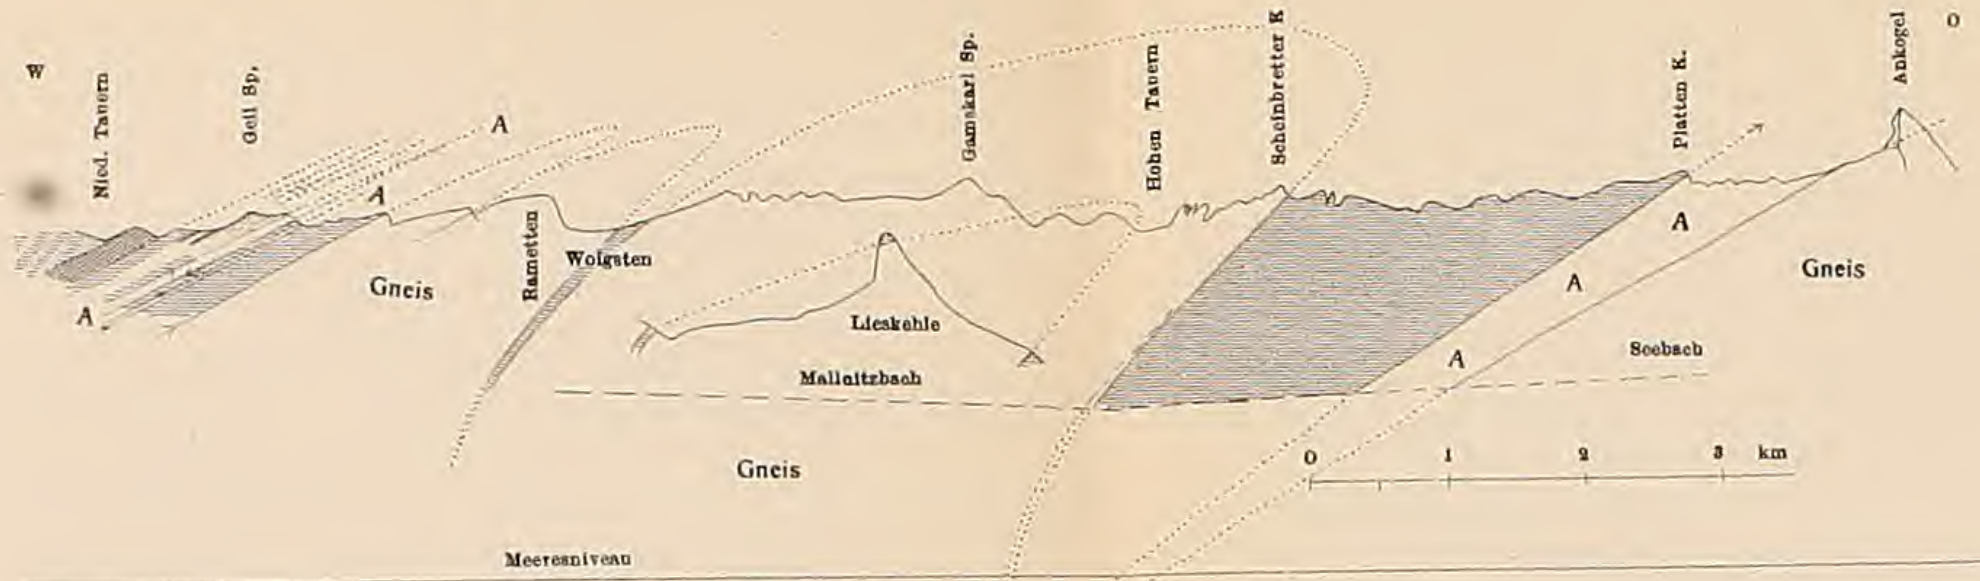 W
O
Nied. Tauern
Geil Sp.
A
A
A
Gamskarl Sp.
Hohen Tauern
Scheinbretter K
Platten K.
Ankogel
Rametten
Woigsten
Gneis
Lieskehle
Mallnitzbach
A
A
A
Gneis
Seebach
Gneis
0 1 2 3 km
Meeresniveau